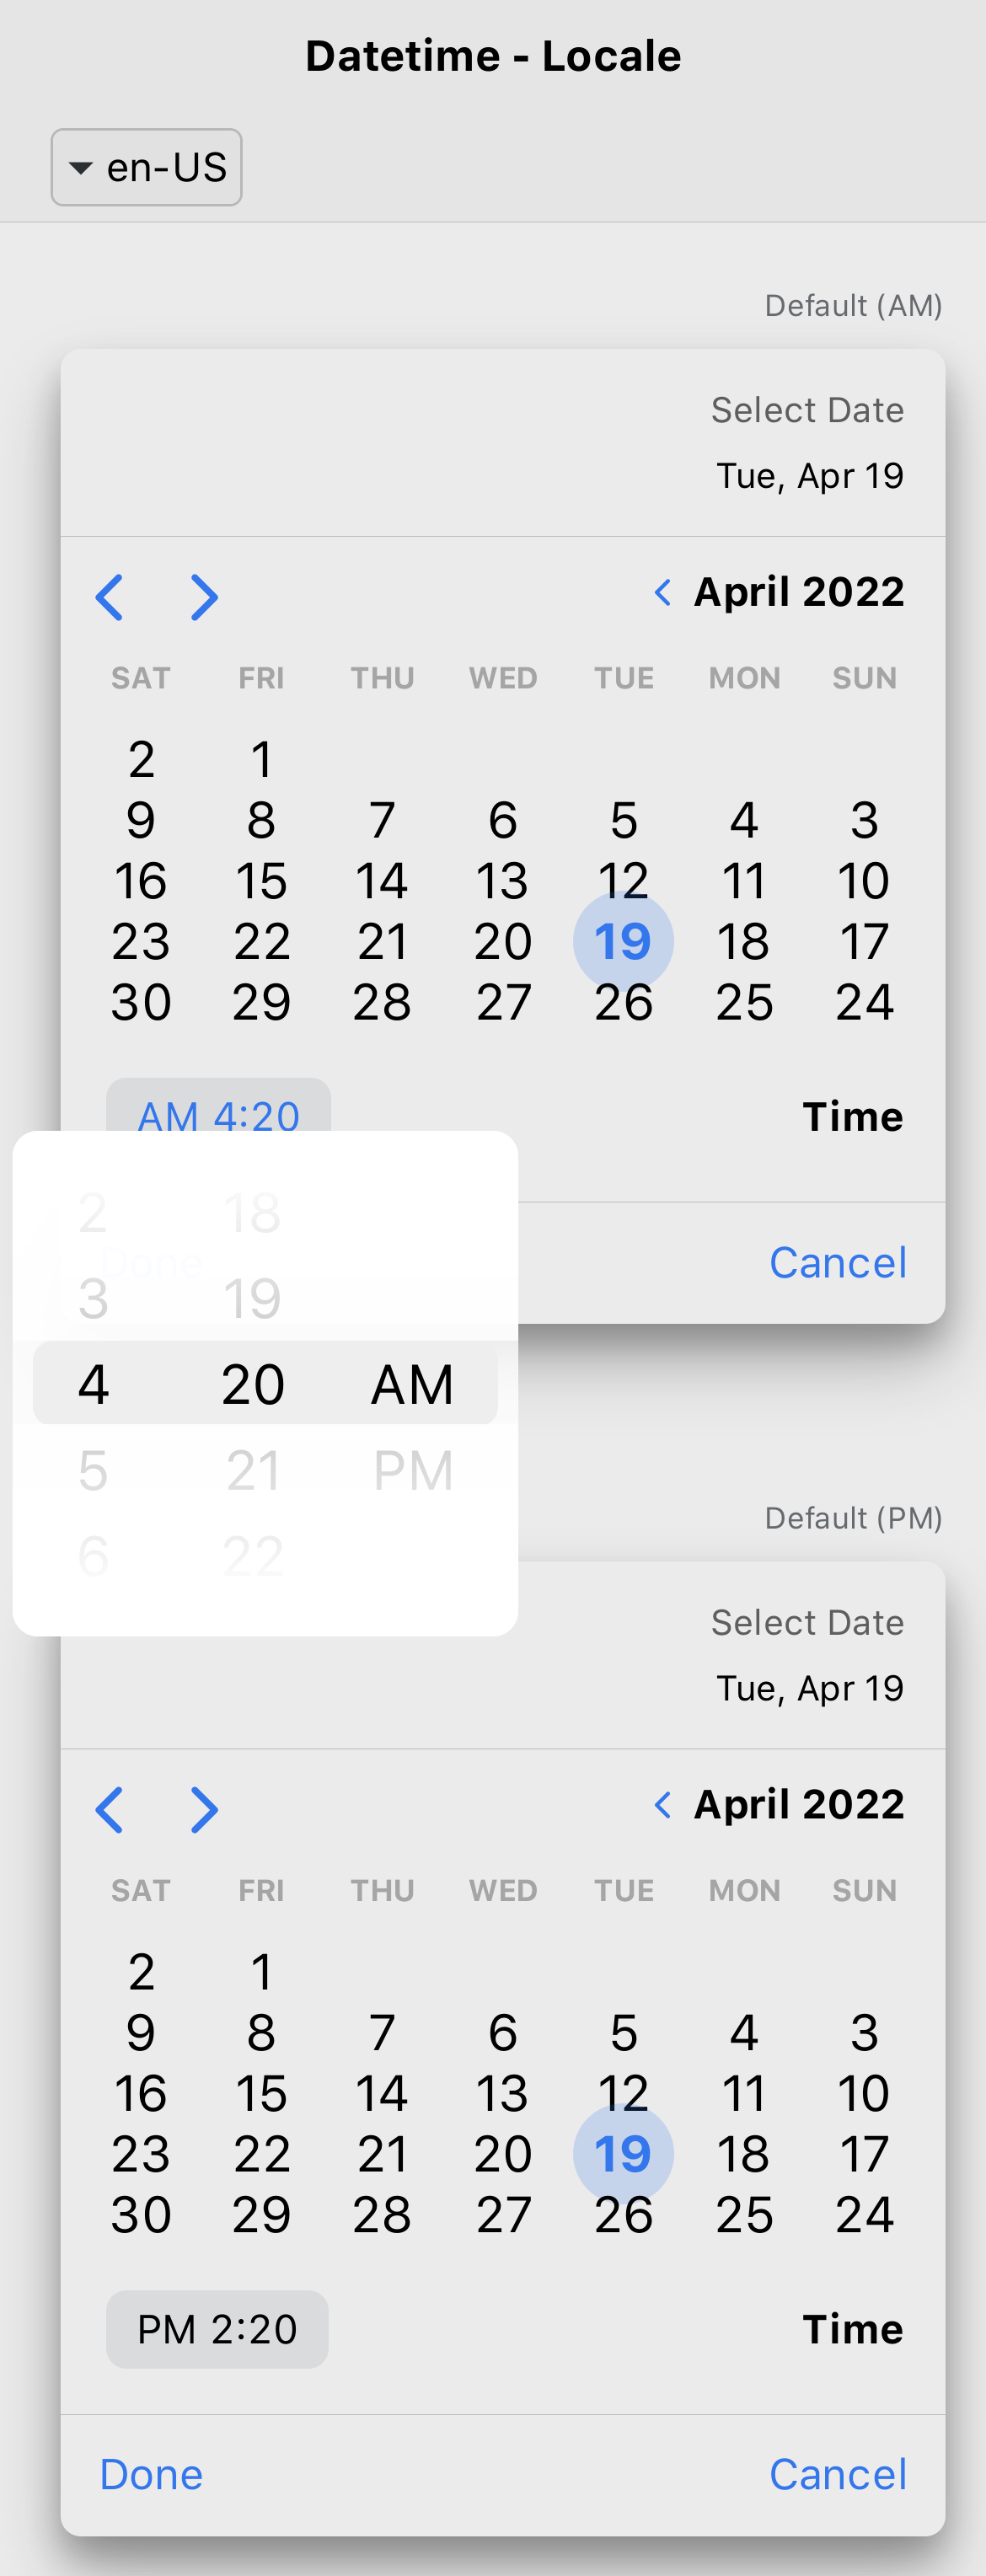 Datetime - Locale
en-US
Default (AM)
Select Date
Tue, Apr 19
April 2022
SAT FRI THU WED TUE MON SUN
2 1
9 8 7 6 5 4 3
16 15 14 13 12 11 10
23 22 21 20 19 18 17
30 29 28 27 26 25 24
AM 4:20 Time
2 18
Done Cancel
3 19
4 20 AM
5 21 PM
6 22
Default (PM)
Select Date
Tue, Apr 19
April 2022
SAT FRI THU WED TUE MON SUN
2 1
9 8 7 6 5 4 3
16 15 14 13 12 11 10
23 22 21 20 19 18 17
30 29 28 27 26 25 24
PM 2:20 Time
Done Cancel